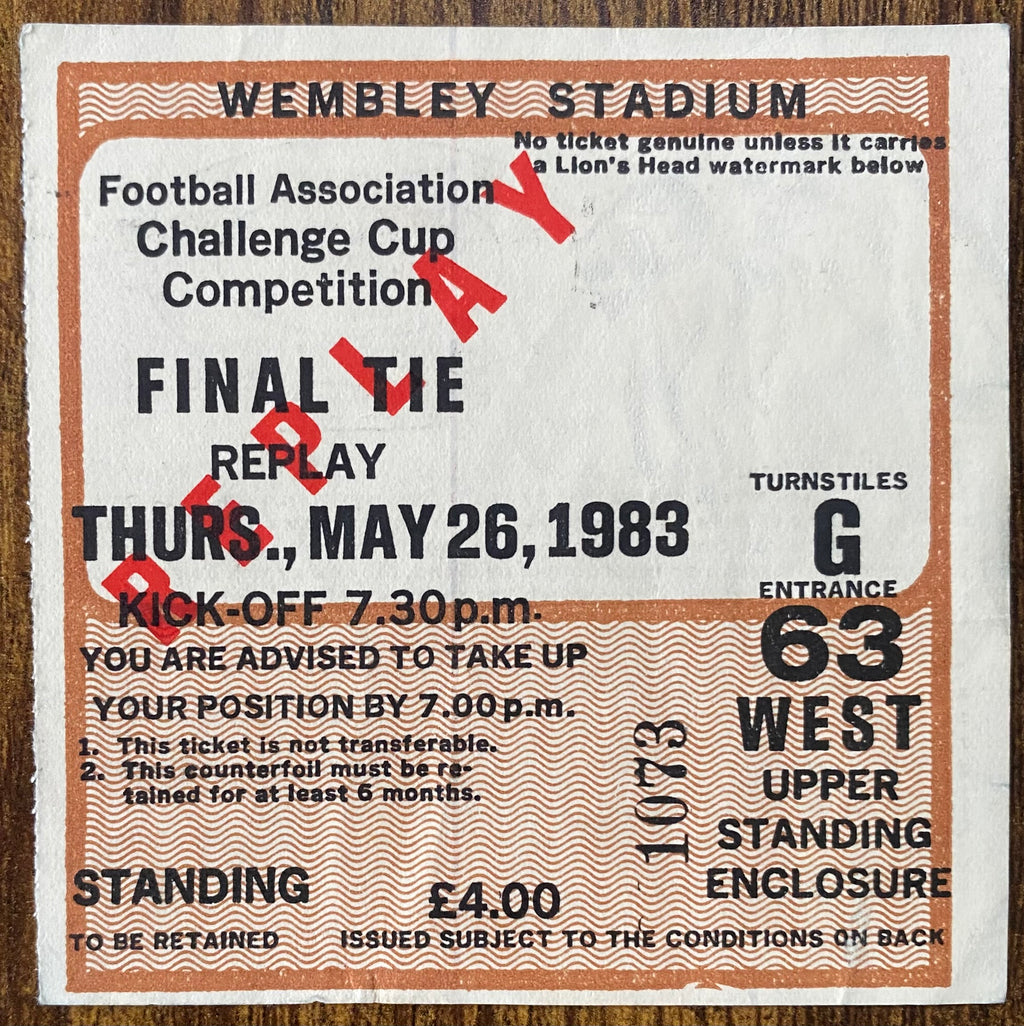 WEMBLEY STADIUM
No ticket genuine unless it carries
a Lion's Head watermark below
Football Association
Challenge Cup
Competition
FINAL TIE
REPLAY
REPLAY
THURS., MAY 26, 1983
KICK-OFF 7.30p.m.
YOU ARE ADVISED TO TAKE UP
YOUR POSITION BY 7.00p.m.
1. This ticket is not transferable.
2. This counterfoil must be re-
tained for at least 6 months.
TURNSTILES
G
ENTRANCE
63
WEST
UPPER
STANDING
ENCLOSURE
1073
STANDING
£4.00
TO BE RETAINED
ISSUED SUBJECT TO THE CONDITIONS ON BACK